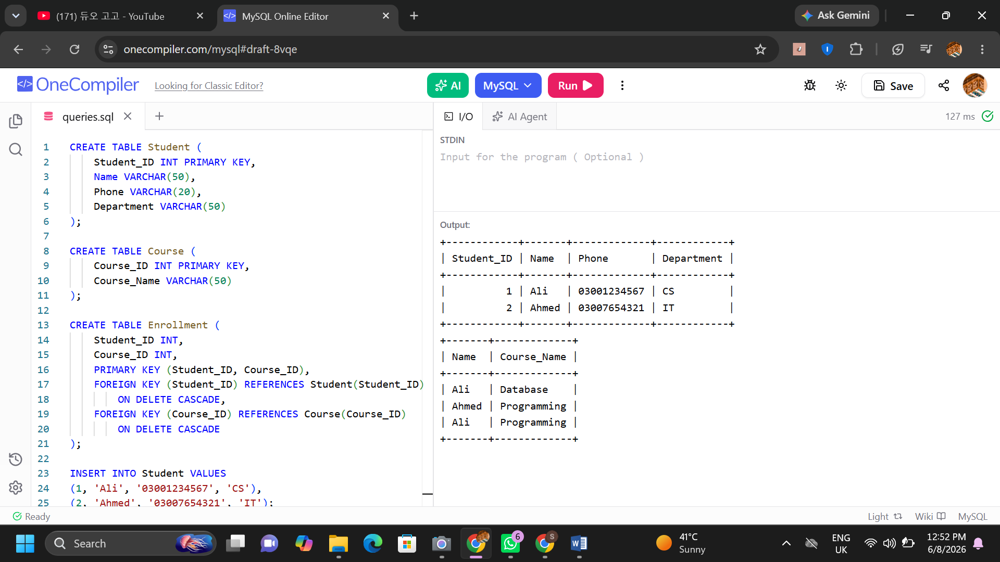 (171) 듀오 고고 - YouTube
MySQL Online Editor
Ask Gemini
onecompiler.com/mysql#draft-8vqe
OneCompiler
Looking for Classic Editor?
AI
MySQL
Run
Save
queries.sql
I/O
AI Agent
127 ms
STDIN
Input for the program ( Optional )
1 CREATE TABLE Student (
2 Student_ID INT PRIMARY KEY,
3 Name VARCHAR(50),
4 Phone VARCHAR(20),
5 Department VARCHAR(50)
6 );
7
8 CREATE TABLE Course (
9 Course_ID INT PRIMARY KEY,
10 Course_Name VARCHAR(50)
11 );
12
13 CREATE TABLE Enrollment (
14 Student_ID INT,
15 Course_ID INT,
16 PRIMARY KEY (Student_ID, Course_ID),
17 FOREIGN KEY (Student_ID) REFERENCES Student(Student_ID)
18 ON DELETE CASCADE,
19 FOREIGN KEY (Course_ID) REFERENCES Course(Course_ID)
20 ON DELETE CASCADE
21 );
22
23 INSERT INTO Student VALUES
24 (1, 'Ali', '03001234567', 'CS'),
25 (2, 'Ahmed', '03007654321', 'IT');
Output:
+------------+-------+-------------+------------+
| Student_ID | Name  | Phone       | Department |
+------------+-------+-------------+------------+
|          1 | Ali   | 03001234567 | CS         |
|          2 | Ahmed | 03007654321 | IT         |
+------------+-------+-------------+------------+
+-------+-------------+
| Name  | Course_Name |
+-------+-------------+
| Ali   | Database    |
| Ahmed | Programming |
| Ali   | Programming |
+-------+-------------+
Ready
Light
Wiki
MySQL
Search
6
S
41°C
Sunny
ENG
UK
12:52 PM
6/8/2026